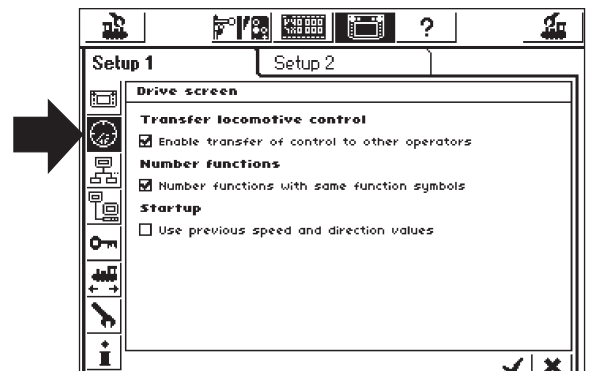 ?
Setup 1
Setup 2
Drive screen
Transfer locomotive control
Enable transfer of control to other operators
Number functions
Number functions with same function symbols
Startup
Use previous speed and direction values
i